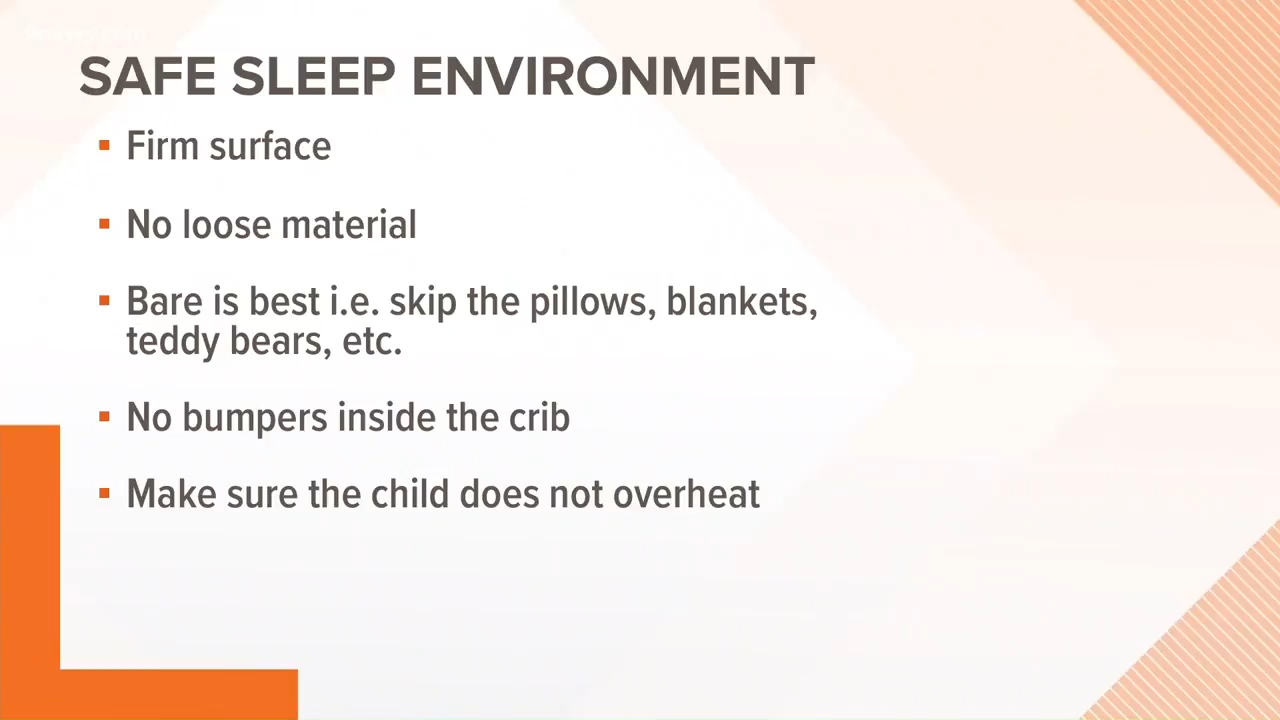 SAFE SLEEP ENVIRONMENT
Firm surface
No loose material
Bare is best i.e. skip the pillows, blankets,
teddy bears, etc.
No bumpers inside the crib
Make sure the child does not overheat